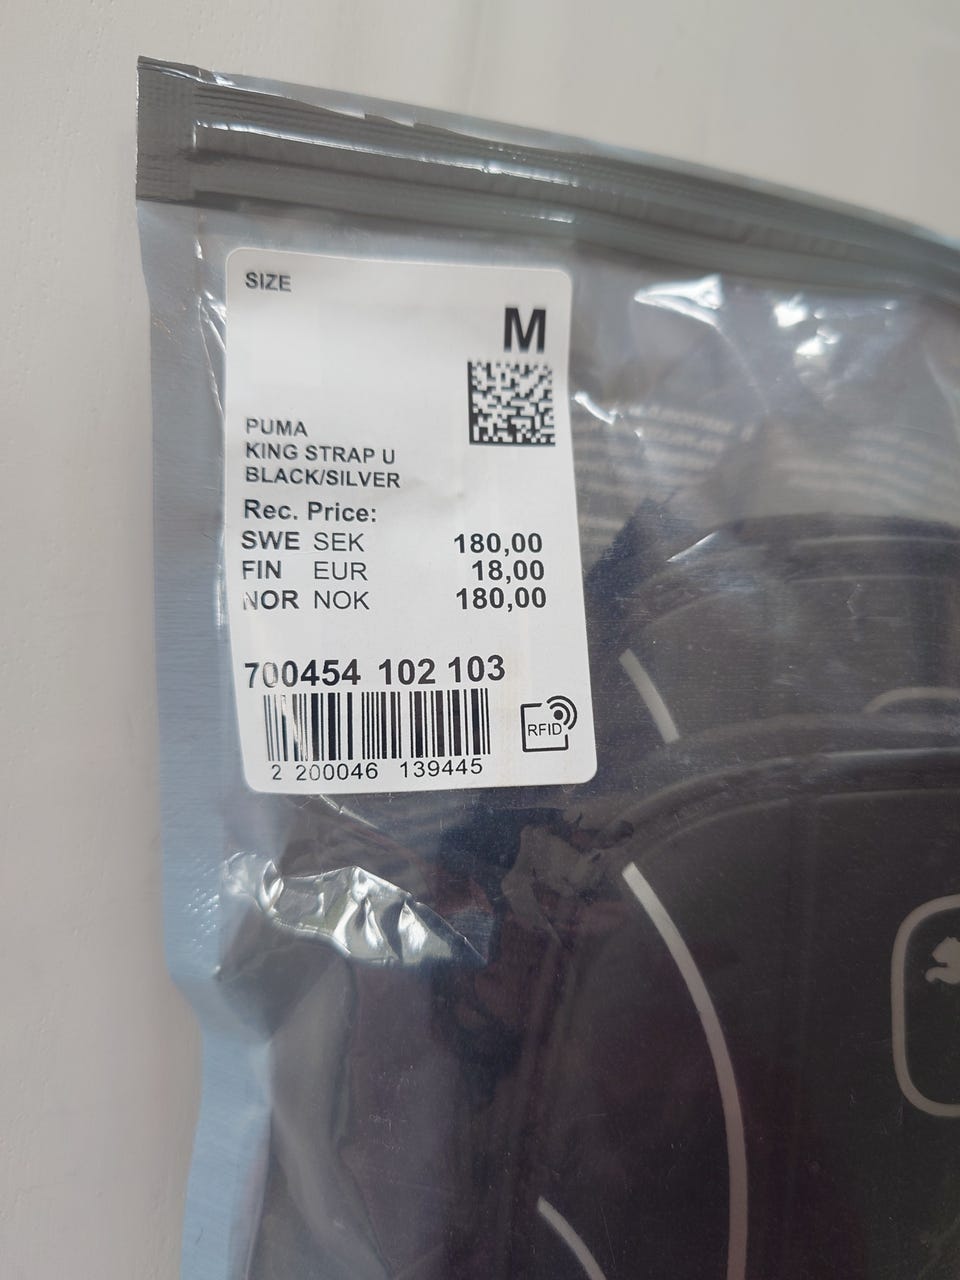 SIZE
M
PUMA
KING STRAP U
BLACK/SILVER
Rec. Price:
SWE SEK 180,00
FIN EUR 18,00
NOR NOK 180,00
700454 102 103
RFID
2 200046 139445